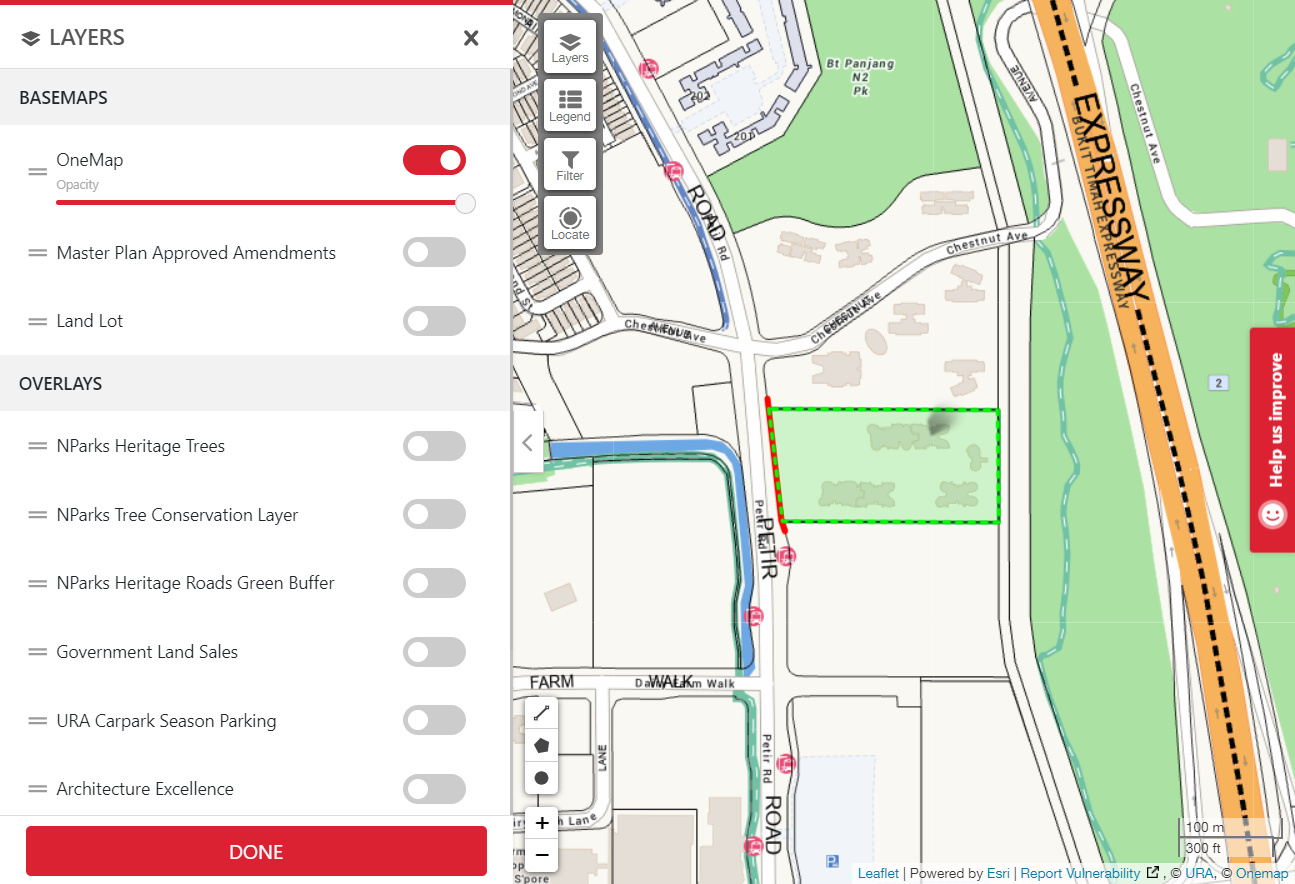 LAYERS
BASEMAPS
OneMap
Opacity
Master Plan Approved Amendments
Land Lot
OVERLAYS
NParks Heritage Trees
NParks Tree Conservation Layer
NParks Heritage Roads Green Buffer
Government Land Sales
URA Carpark Season Parking
Architecture Excellence
DONE
Layers
Legend
Filter
Locate
202
201
Bt Panjang
N2
Pk
AVENUE
Chestnut Ave
EXPRESSWAY
BUKIT TIMAH EXPRESSWAY
ROAD
Rd
Chestnut Ave
Chestnut Ave
AVENUE
Chestnut Ave
CHESTNUT
2
Help us improve
Petir Rd
PETIR
FARM
WALK
Dairy Farm Walk
LANE
Petir Rd
ROAD
Lane
S'pore
P
100 m
300 ft
Leaflet | Powered by Esri | Report Vulnerability , © URA, © Onemap